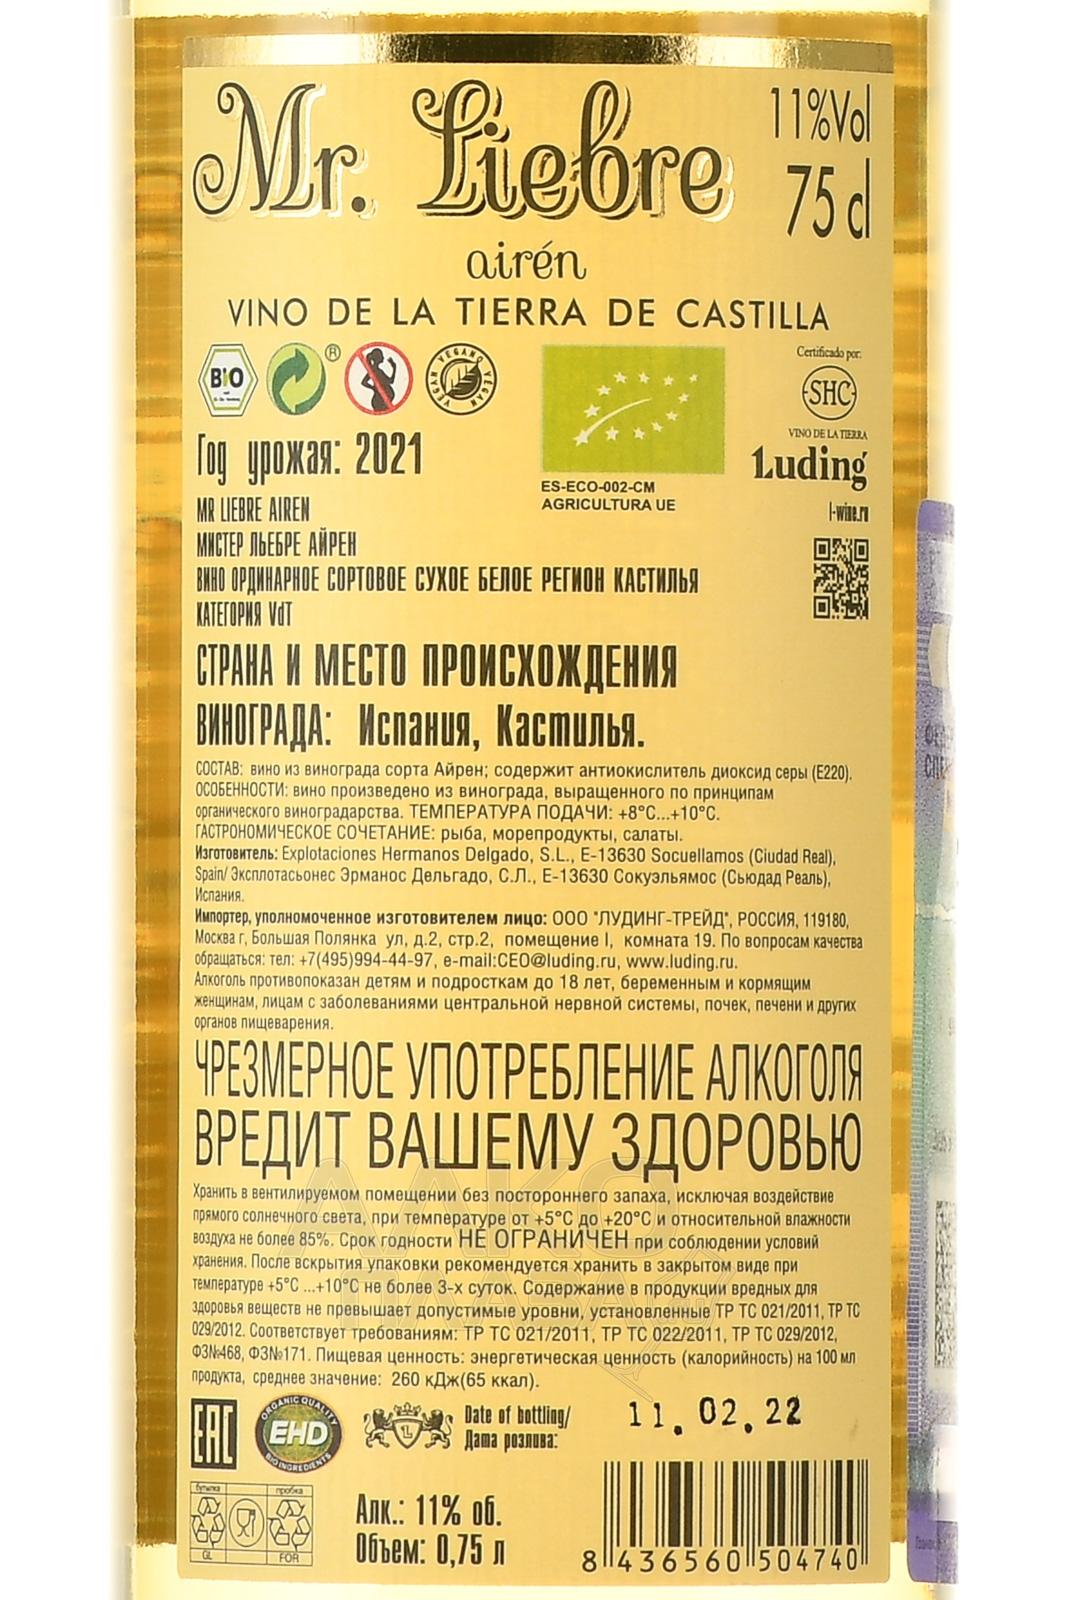 Mr. Liebre
11%Vol
75 cl
airén
VINO DE LA TIERRA DE CASTILLA
BIO
®
VEGANO
VEGAN
Certificado por:
SHC
VINO DE LA TIERRA
Luding
l-wine.ru
ES-ECO-002-CM
AGRICULTURA UE
Год урожая: 2021
MR LIEBRE AIREN
МИСТЕР ЛЬЕБРЕ АЙРЕН
ВИНО ОРДИНАРНОЕ СОРТОВОЕ СУХОЕ БЕЛОЕ РЕГИОН КАСТИЛЬЯ
КАТЕГОРИЯ VdT
СТРАНА И МЕСТО ПРОИСХОЖДЕНИЯ
ВИНОГРАДА: Испания, Кастилья.
СОСТАВ: вино из винограда сорта Айрен; содержит антиокислитель диоксид серы (Е220).
ОСОБЕННОСТИ: вино произведено из винограда, выращенного по принципам
органического виноградарства. ТЕМПЕРАТУРА ПОДАЧИ: +8°С...+10°С.
ГАСТРОНОМИЧЕСКОЕ СОЧЕТАНИЕ: рыба, морепродукты, салаты.
Изготовитель: Explotaciones Hermanos Delgado, S.L., E-13630 Socuellamos (Ciudad Real),
Spain/ Эксплотасьонес Эрманос Дельгадо, С.Л., Е-13630 Сокуэльямос (Сьюдад Реаль),
Испания.
Импортер, уполномоченное изготовителем лицо: ООО "ЛУДИНГ-ТРЕЙД", РОССИЯ, 119180,
Москва г, Большая Полянка ул, д.2, стр.2, помещение I, комната 19. По вопросам качества
обращаться: тел: +7(495)994-44-97, e-mail:CEO@luding.ru, www.luding.ru.
Алкоголь противопоказан детям и подросткам до 18 лет, беременным и кормящим
женщинам, лицам с заболеваниями центральной нервной системы, почек, печени и других
органов пищеварения.
ЧРЕЗМЕРНОЕ УПОТРЕБЛЕНИЕ АЛКОГОЛЯ
ВРЕДИТ ВАШЕМУ ЗДОРОВЬЮ
Хранить в вентилируемом помещении без постороннего запаха, исключая воздействие
прямого солнечного света, при температуре от +5°С до +20°С и относительной влажности
воздуха не более 85%. Срок годности НЕ ОГРАНИЧЕН при соблюдении условий
хранения. После вскрытия упаковки рекомендуется хранить в закрытом виде при
температуре +5°С ...+10°С не более 3-х суток. Содержание в продукции вредных для
здоровья веществ не превышает допустимые уровни, установленные ТР ТС 021/2011, ТР ТС
029/2012. Соответствует требованиям: ТР ТС 021/2011, ТР ТС 022/2011, ТР ТС 029/2012,
ФЗ№468, ФЗ№171. Пищевая ценность: энергетическая ценность (калорийность) на 100 мл
продукта, среднее значение: 260 кДж(65 ккал).
EAC
ORGANIC QUALITY
EHD
BIO INGREDIENTS
L
Date of bottling/
Дата розлива:
11.02.22
бутылка
пробка
GL
FOR
Алк.: 11% об.
Объем: 0,75 л
8 436560 504740